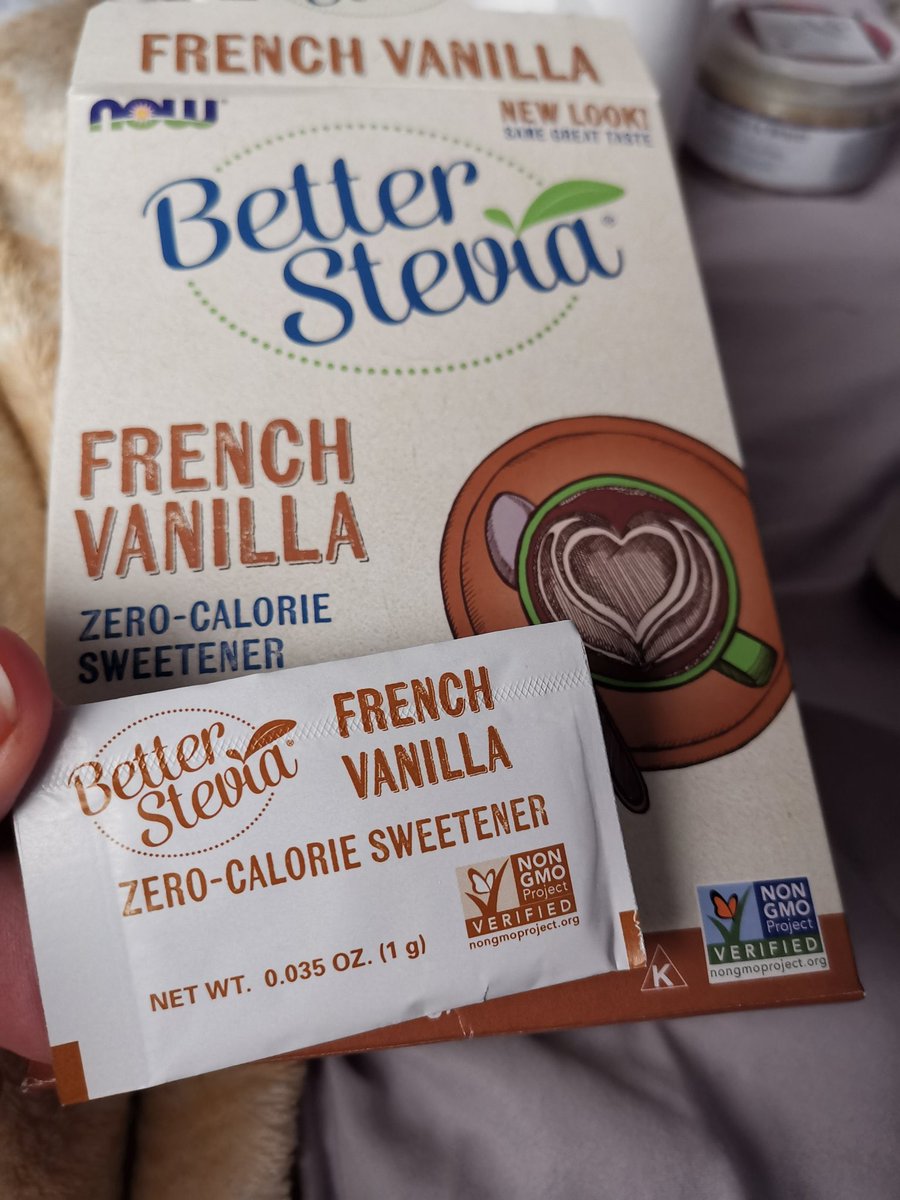 FRENCH VANILLA
NOW
NEW LOOK!
SAME GREAT TASTE
Better
Stevia®
FRENCH
VANILLA
ZERO-CALORIE
SWEETENER
Better
Stevia®
FRENCH
VANILLA
ZERO-CALORIE SWEETENER
NON
GMO
Project
VERIFIED
nongmoproject.org
NET WT. 0.035 OZ. (1 g)
K
NON
GMO
Project
VERIFIED
nongmoproject.org